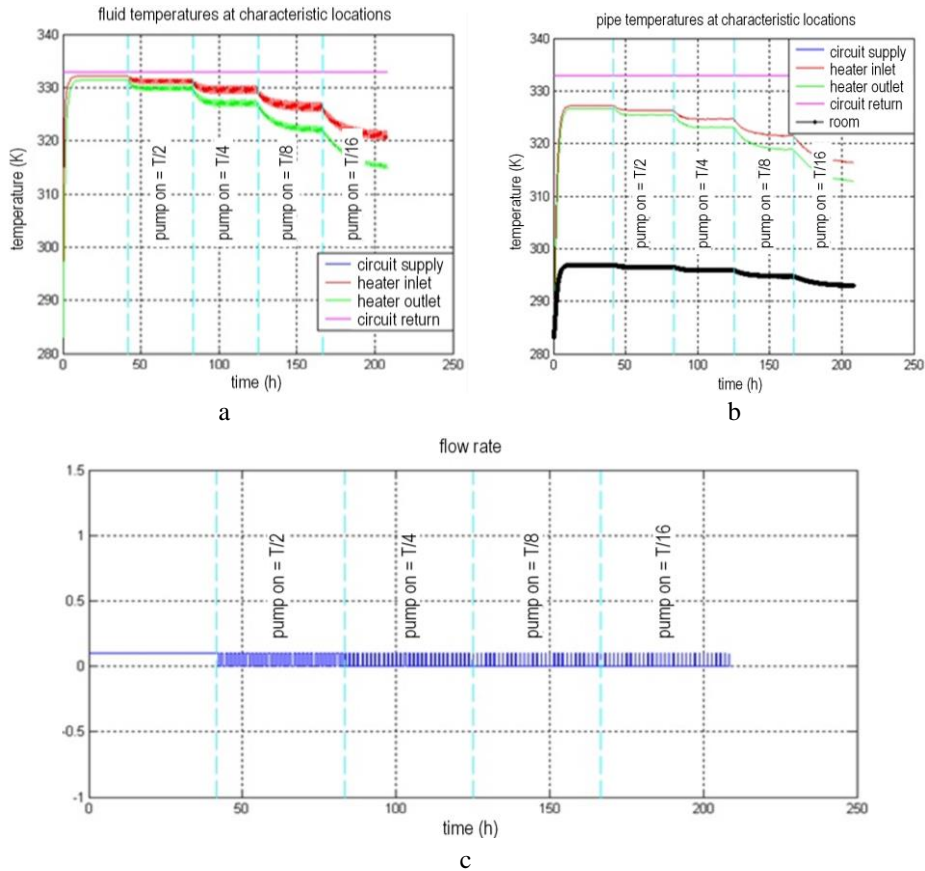 fluid temperatures at characteristic locations
340
330
320
310
300
290
280
temperature (K)
pump on = T/2
pump on = T/4
pump on = T/8
pump on = T/16
circuit supply
heater inlet
heater outlet
circuit return
0
50
100
150
200
250
time (h)
a
pipe temperatures at characteristic locations
340
330
320
310
300
290
280
temperature (K)
circuit supply
heater inlet
heater outlet
circuit return
room
pump on = T/2
pump on = T/4
pump on = T/8
pump on = T/16
0
50
100
150
200
250
time (h)
b
flow rate
1.5
1
0.5
0
-0.5
-1
pump on = T/2
pump on = T/4
pump on = T/8
pump on = T/16
0
50
100
150
200
250
time (h)
c